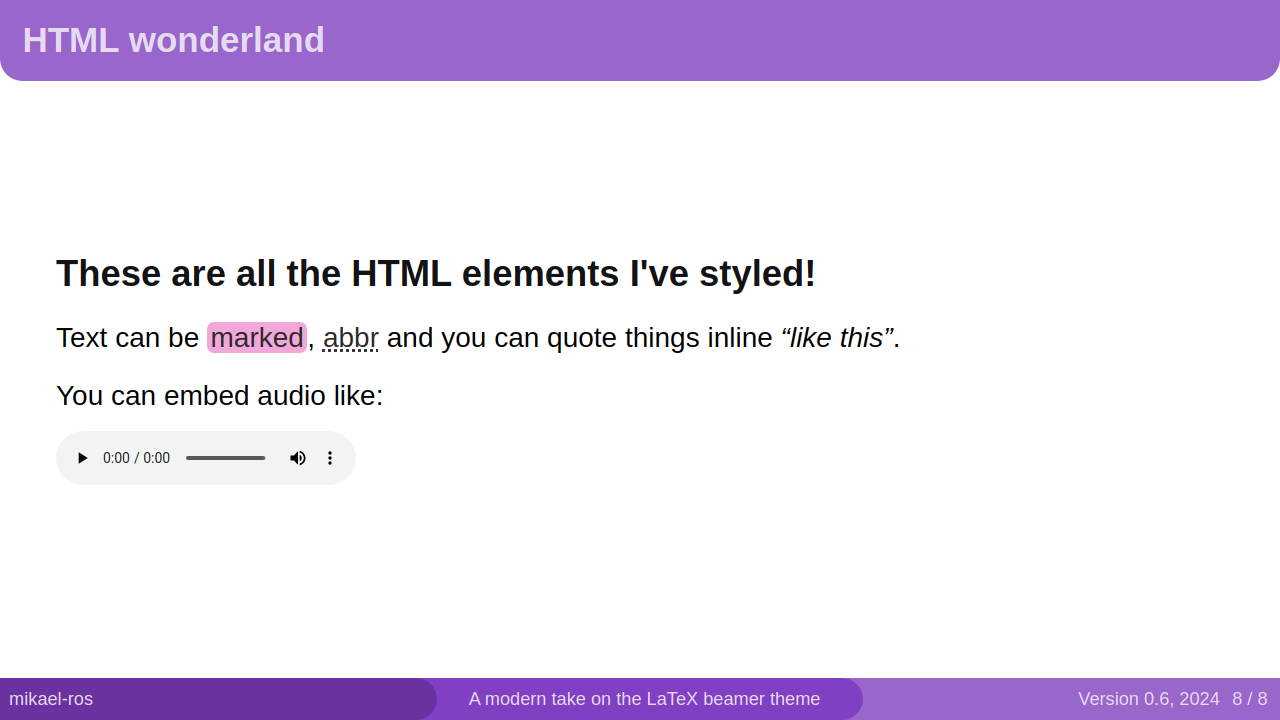 HTML wonderland
These are all the HTML elements I've styled!
Text can be marked, abbr and you can quote things inline “like this”.
You can embed audio like:
0:00 / 0:00
mikael-ros
A modern take on the LaTeX beamer theme
Version 0.6, 2024 8 / 8